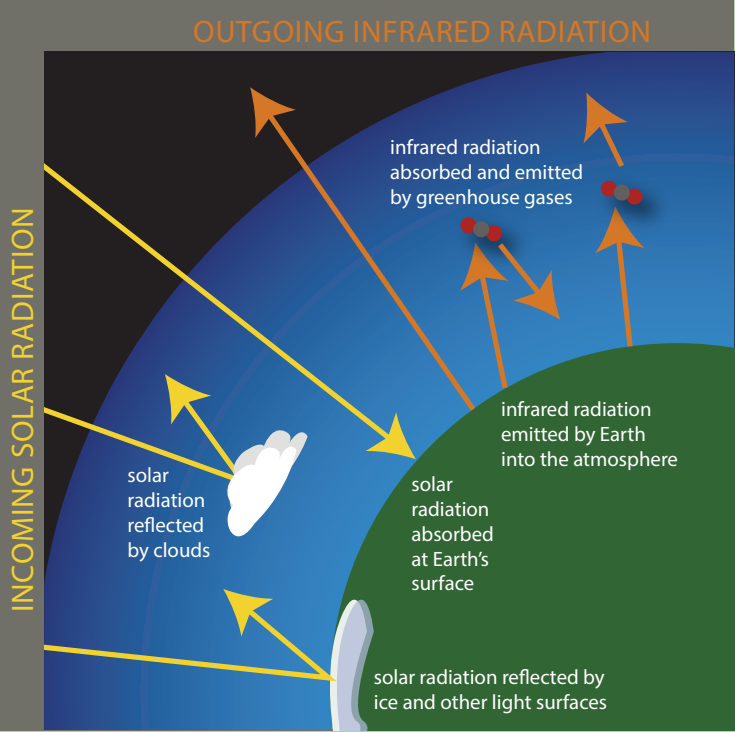 OUTGOING INFRARED RADIATION
INCOMING SOLAR RADIATION
infrared radiation
absorbed and emitted
by greenhouse gases
infrared radiation
emitted by Earth
into the atmosphere
solar
radiation
reflected
by clouds
solar
radiation
absorbed
at Earth's
surface
solar radiation reflected by
ice and other light surfaces